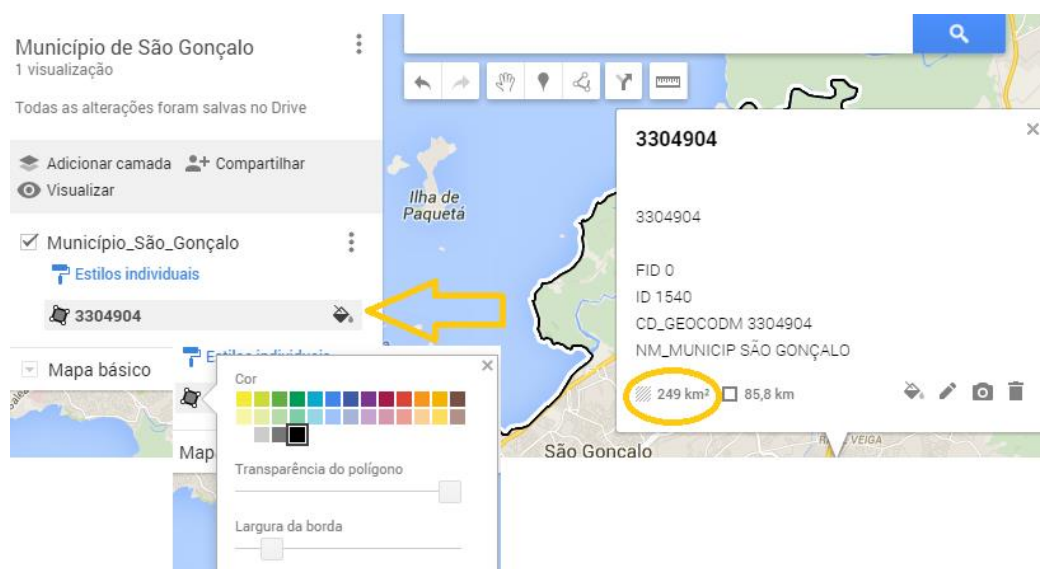 Município de São Gonçalo
1 visualização
Todas as alterações foram salvas no Drive
Adicionar camada Compartilhar
Visualizar
Município_São_Gonçalo
Estilos individuais
3304904
Mapa básico
Estilos individuais
Cor
Map
Transparência do polígono
Largura da borda
Ilha de
Paquetá
São Gonçalo
3304904
3304904
FID 0
ID 1540
CD_GEOCODM 3304904
NM_MUNICIP SÃO GONÇALO
249 km² 85,8 km
VEIGA